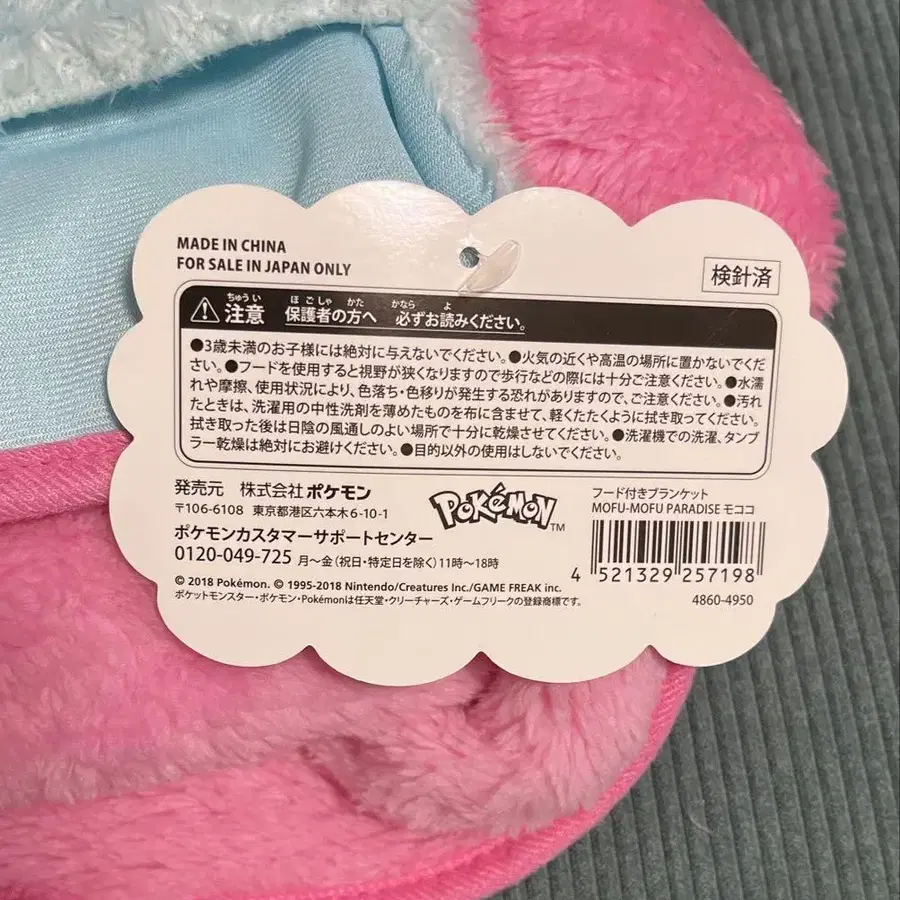 MADE IN CHINA
FOR SALE IN JAPAN ONLY
検針済
ちゅうい ほごしゃ かた かなら よ
注意 保護者の方へ 必ずお読みください。
●3歳未満のお子様には絶対に与えないでください。●火気の近くや高温の場所に置かないでくだ
さい。●フードを使用すると視野が狭くなりますので歩行などの際には十分ご注意ください。●水濡
れや摩擦、使用状況により、色落ち・色移りが発生する恐れがありますので、ご注意ください。●汚れ
たときは、洗濯用の中性洗剤を薄めたものを布に含ませて、軽くたたくように拭き取ってください。
拭き取った後は日陰の風通しのよい場所で十分に乾燥させてください。●洗濯機での洗濯、タンブ
ラー乾燥は絶対にお避けください。●目的以外の使用はしないでください。
発売元 株式会社ポケモン
〒106-6108 東京都港区六本木6-10-1
ポケモンカスタマーサポートセンター
0120-049-725 月～金(祝日・特定日を除く)11時～18時
POKéMON TM
フード付きブランケット
MOFU-MOFU PARADISE モココ
4 521329 257198
4860-4950
© 2018 Pokémon. © 1995-2018 Nintendo/Creatures Inc./GAME FREAK inc.
ポケットモンスター・ポケモン・Pokémonは任天堂・クリーチャーズ・ゲームフリークの登録商標です。